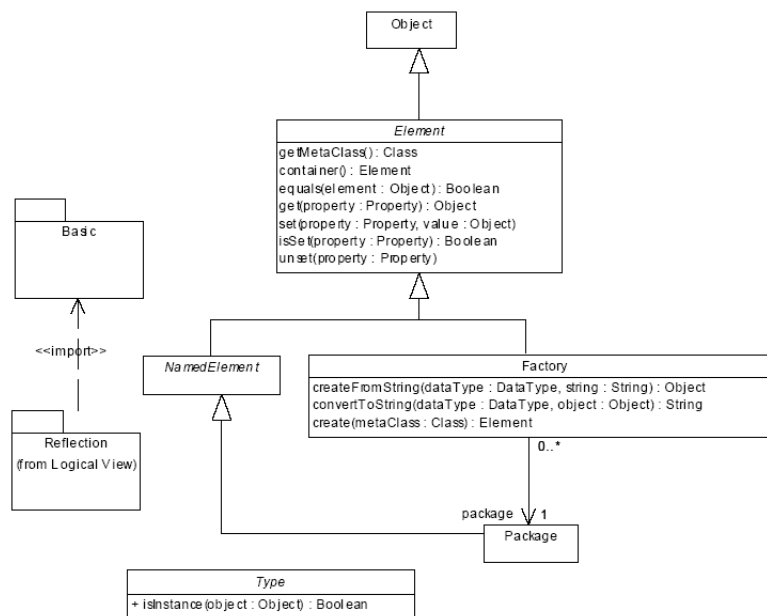 Object
Element
getMetaClass() : Class
container() : Element
equals(element : Object) : Boolean
get(property : Property) : Object
set(property : Property, value : Object)
isSet(property : Property) : Boolean
unset(property : Property)
Basic
<<import>>
Reflection
(from Logical View)
NamedElement
Factory
createFromString(dataType : DataType, string : String) : Object
convertToString(dataType : DataType, object : Object) : String
create(metaClass : Class) : Element
0..*
package
1
Package
Type
+ isInstance(object : Object) : Boolean